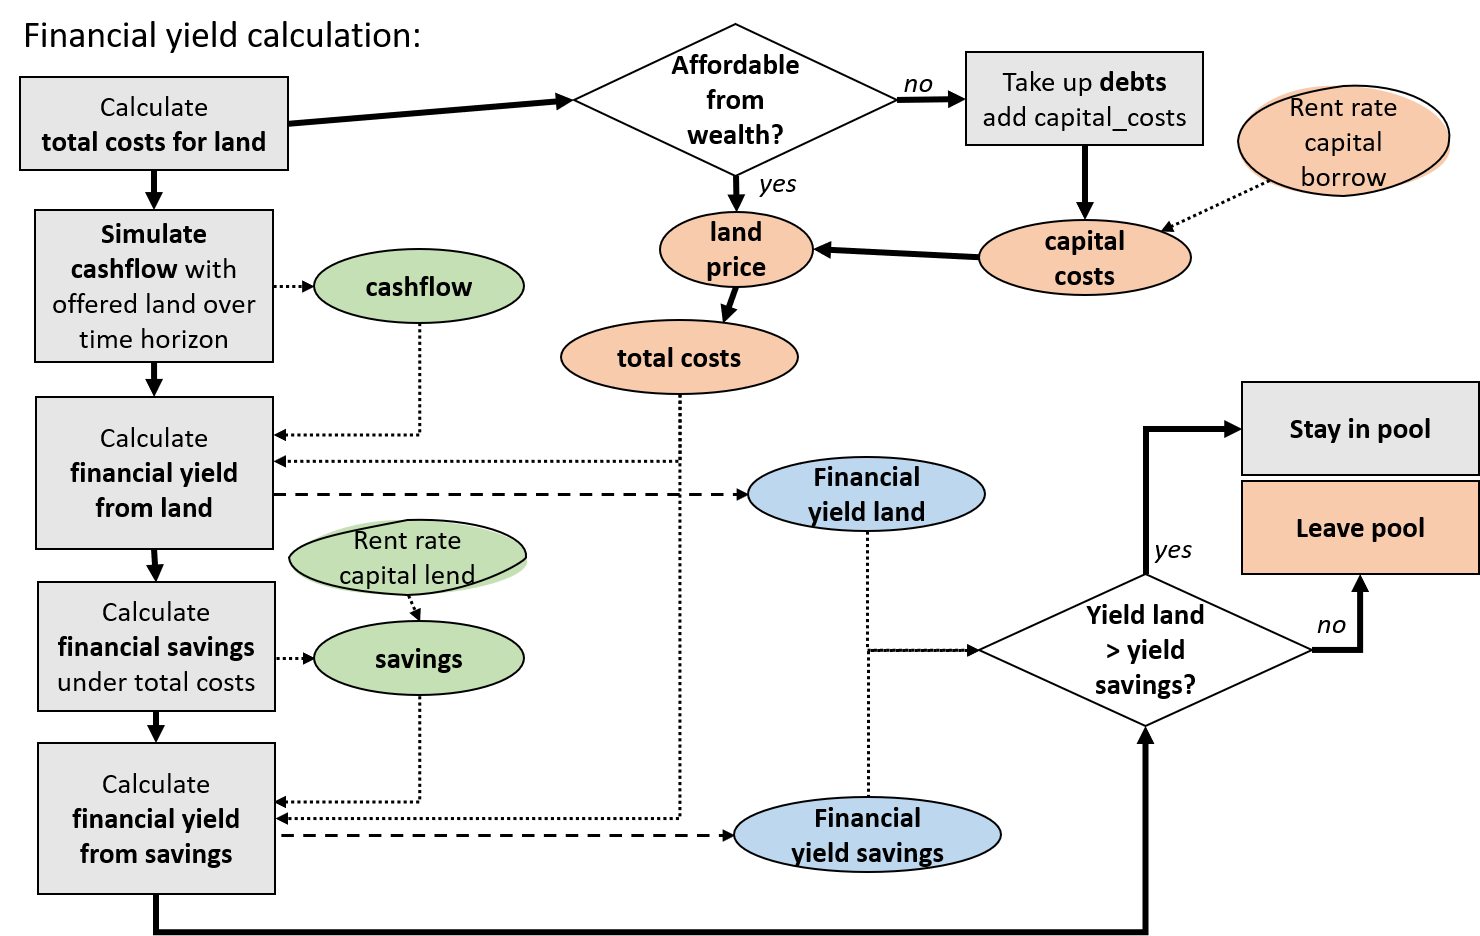 Financial yield calculation:
Calculate
total costs for land
Affordable
from
wealth?
no
yes
Take up debts
add capital_costs
Rent rate
capital
borrow
Simulate
cashflow with
offered land over
time horizon
cashflow
land
price
capital
costs
total costs
Calculate
financial yield
from land
Financial
yield land
Stay in pool
Leave pool
yes
Rent rate
capital lend
Calculate
financial savings
under total costs
savings
Yield land
> yield
savings?
no
Calculate
financial yield
from savings
Financial
yield savings